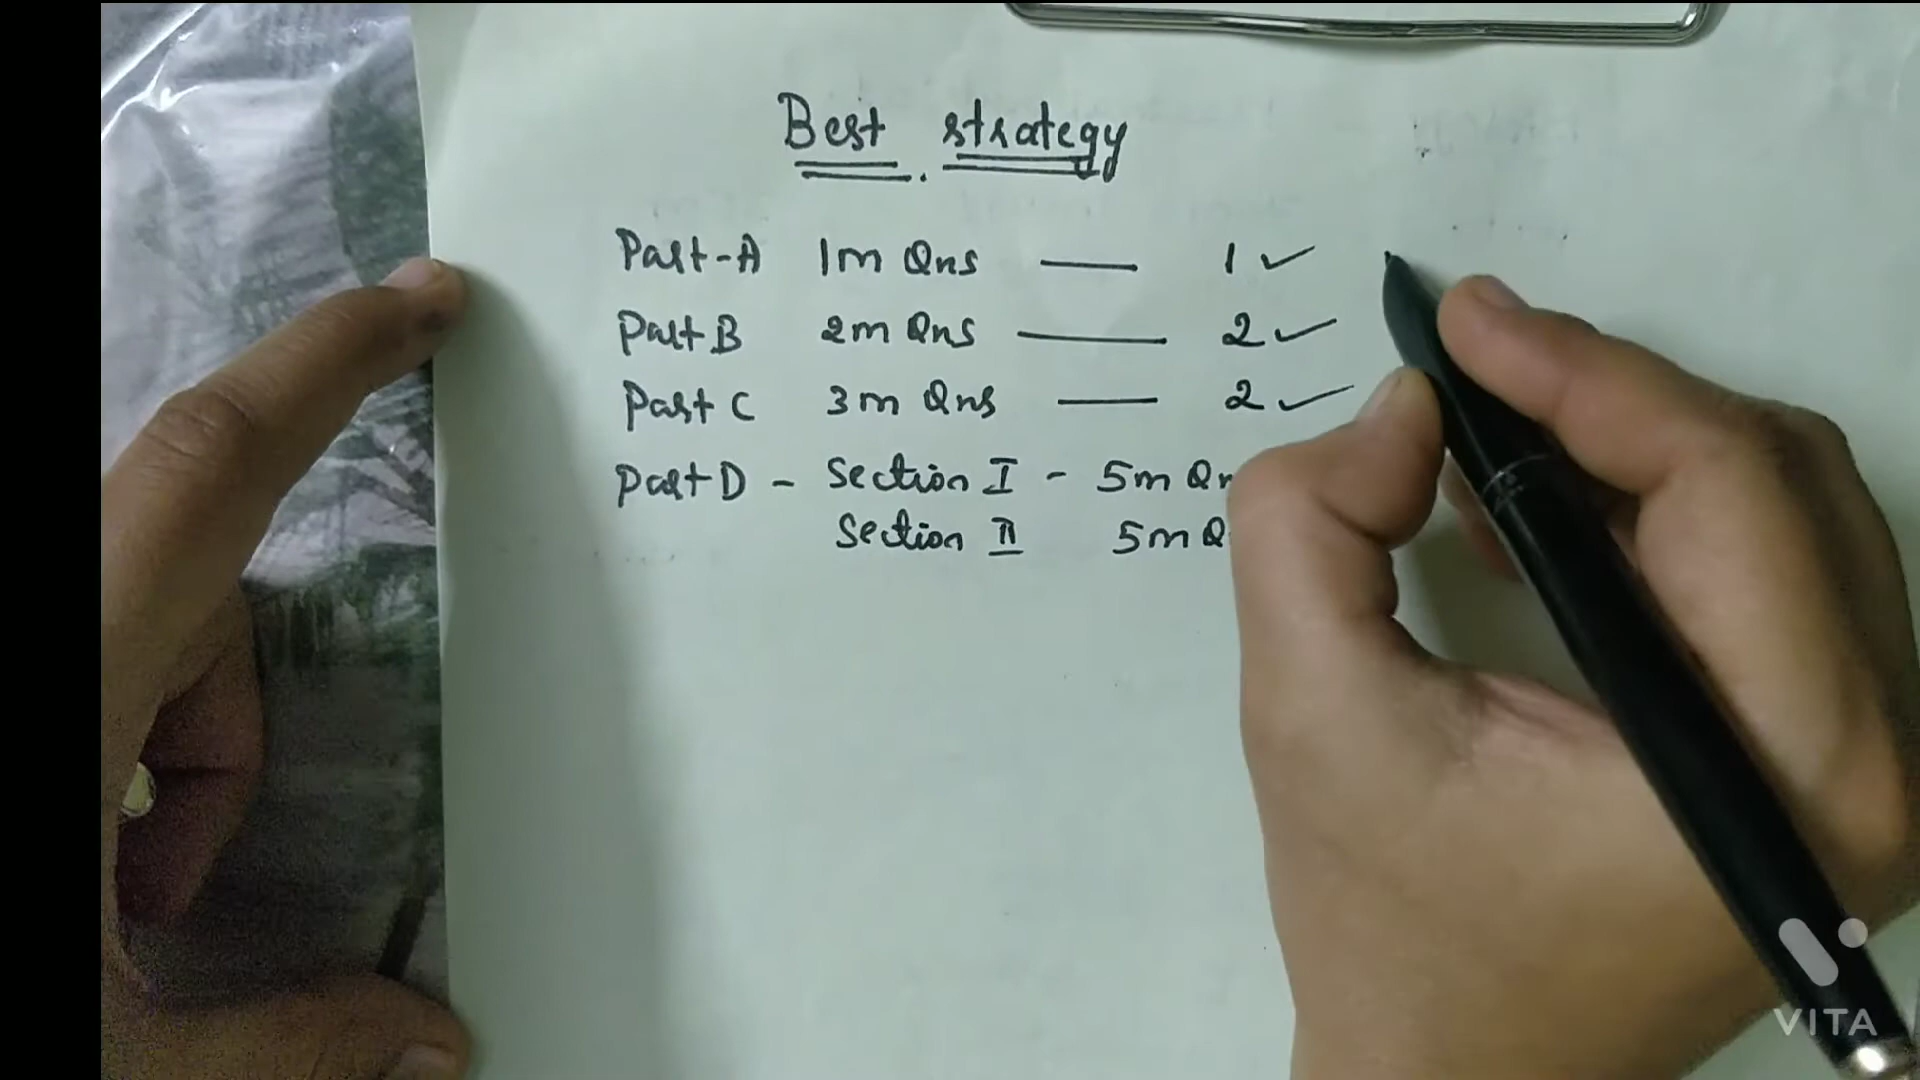 Best strategy
Part-A 1m Qns — 1 ✓
Part B 2m Qns — 2 ✓
Part C 3m Qns — 2 ✓
Part D - Section I - 5m
Section II 5m
VITA